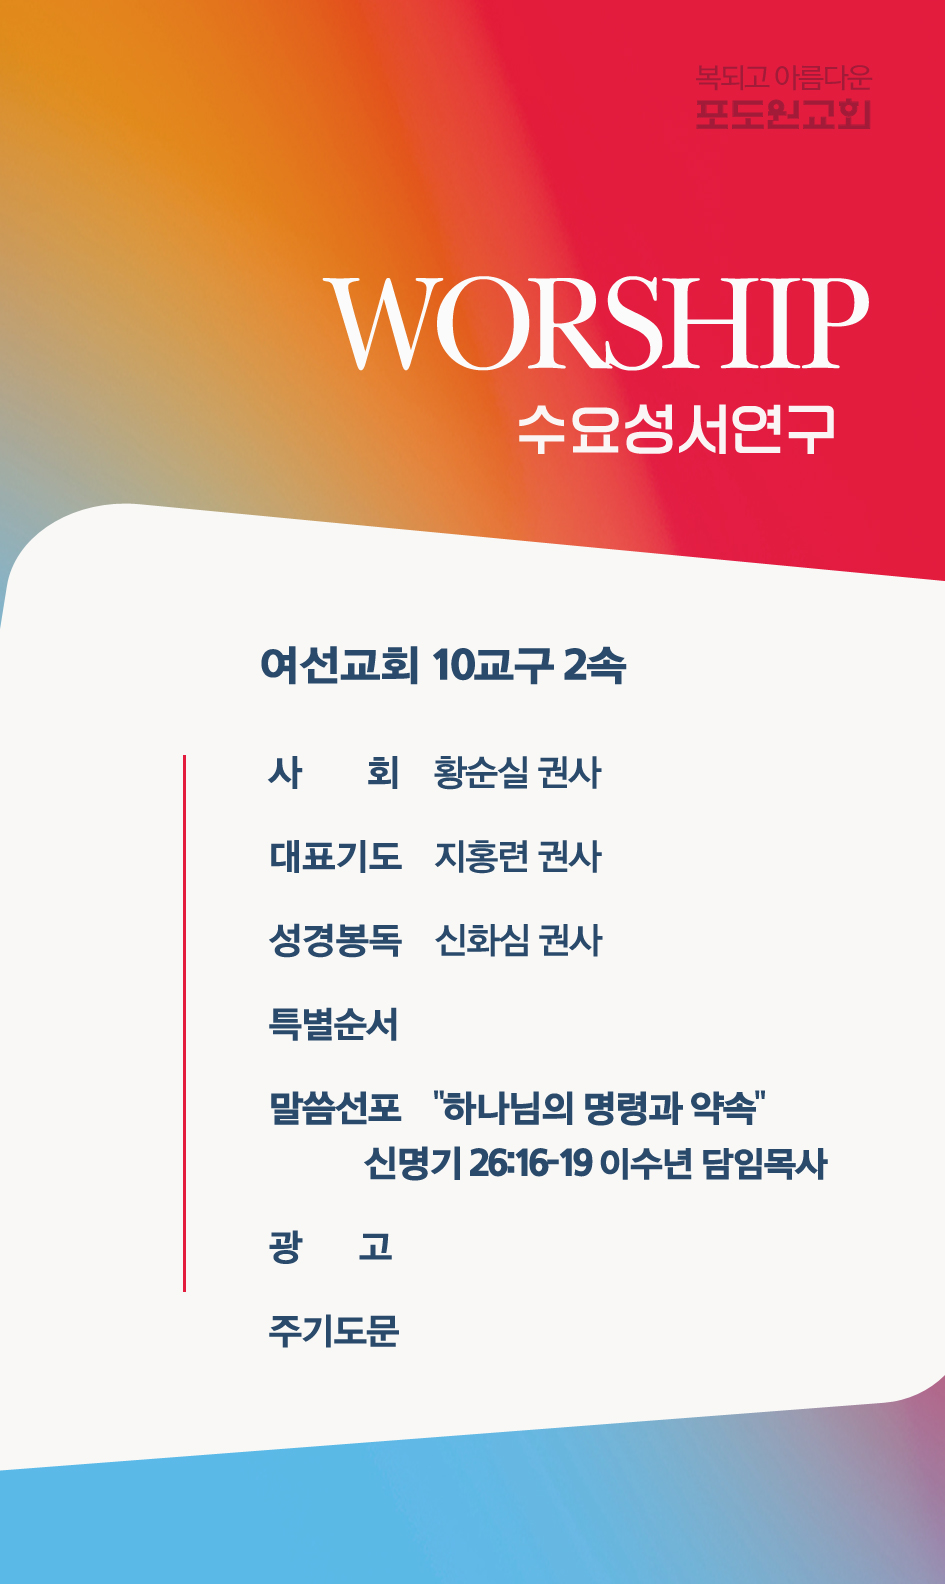 복되고 아름다운
포도원교회
WORSHIP
수요성서연구
여선교회 10교구 2속
사 회 황순실 권사
대표기도 지홍련 권사
성경봉독 신화심 권사
특별순서
말씀선포 "하나님의 명령과 약속"
신명기 26:16-19 이수년 담임목사
광 고
주기도문